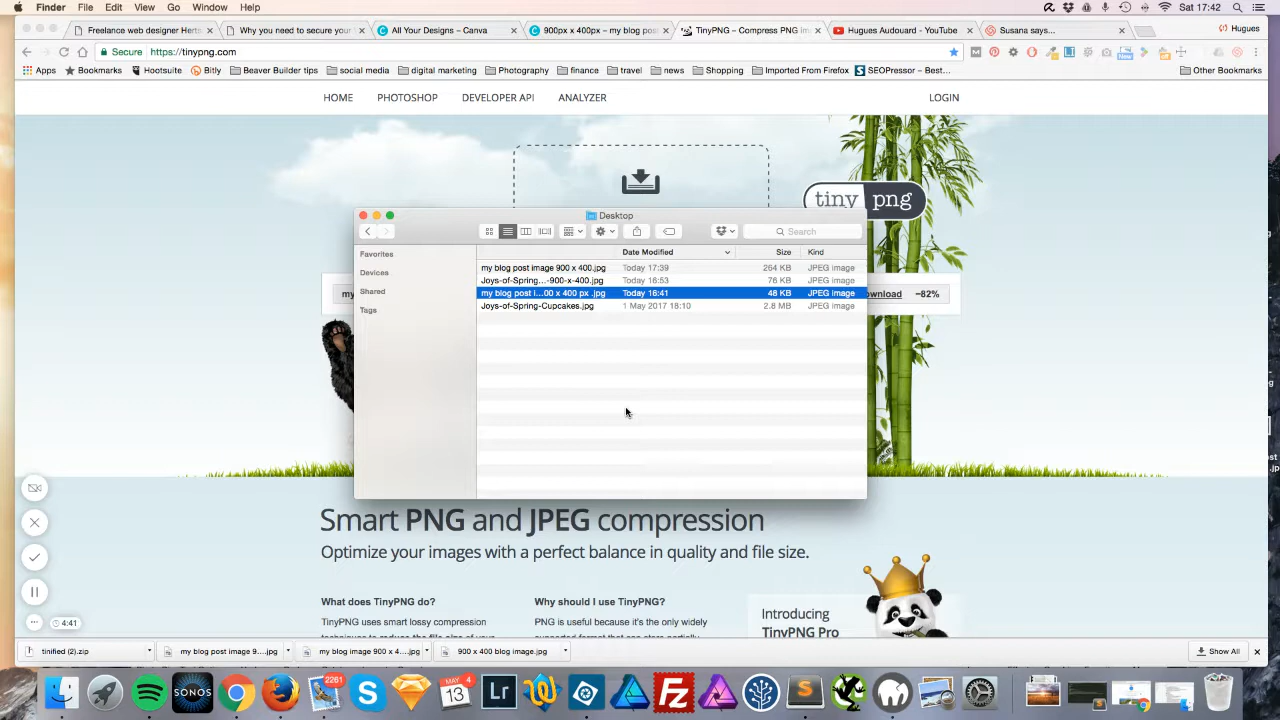 Finder File Edit View Go Window Help Sat 17:42
Freelance web designer Herts Why you need to secure your All Your Designs – Canva 900px x 400px – my blog post TinyPNG – Compress PNG im Hugues Audouard - YouTube Susana says... Hugues
Secure https://tinypng.com
Apps Bookmarks Hootsuite Bitly Beaver Builder tips social media digital marketing Photography finance travel news Shopping Imported From Firefox SEOPressor – Best... Other Bookmarks
HOME PHOTOSHOP DEVELOPER API ANALYZER LOGIN
tiny png
Desktop
Search
Favorites
Devices
Shared
Tags
Date Modified Size Kind
my blog post image 900 x 400.jpg Today 17:39 264 KB JPEG image
Joys-of-Spring...-900-x-400.jpg Today 16:53 76 KB JPEG image
my blog post i...00 x 400 px .jpg Today 16:41 48 KB JPEG image
Joys-of-Spring-Cupcakes.jpg 1 May 2017 18:10 2.8 MB JPEG image
my
ownload −82%
Smart PNG and JPEG compression
Optimize your images with a perfect balance in quality and file size.
What does TinyPNG do?
TinyPNG uses smart lossy compression
Why should I use TinyPNG?
PNG is useful because it's the only widely
Introducing
TinyPNG Pro
4:41
tinified (2).zip my blog post image 9....jpg my blog image 900 x 4....jpg 900 x 400 blog image.jpg Show All
SONOS 2261 MAY 13 4 Lr Fz S